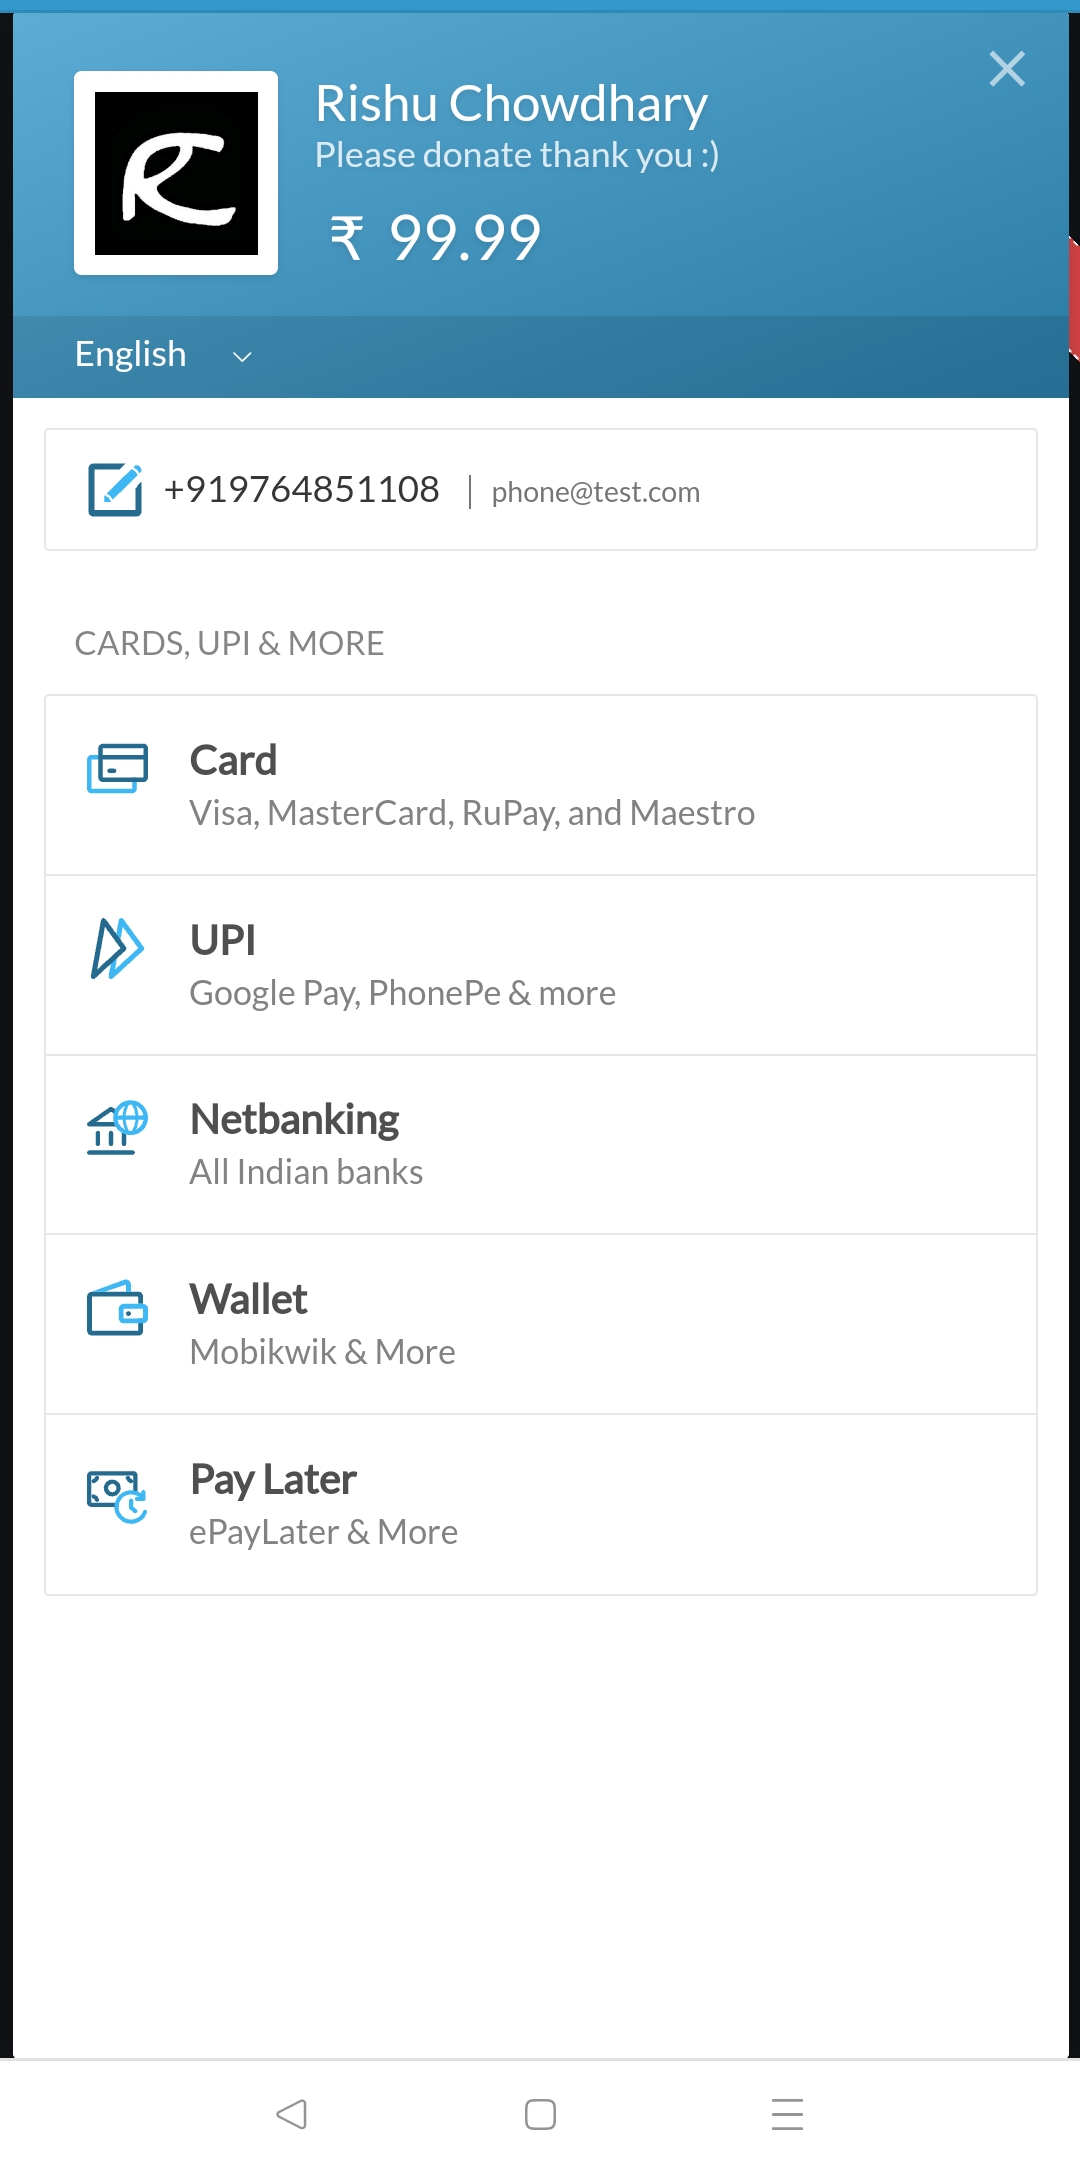 Rishu Chowdhary
Please donate thank you :)
₹ 99.99
English
+919764851108 | phone@test.com
CARDS, UPI & MORE
Card
Visa, MasterCard, RuPay, and Maestro
UPI
Google Pay, PhonePe & more
Netbanking
All Indian banks
Wallet
Mobikwik & More
Pay Later
ePayLater & More